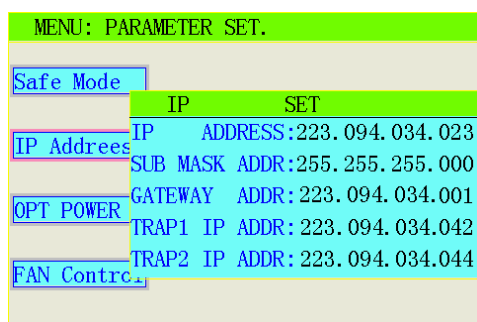 MENU: PARAMETER SET.
Safe Mode
IP SET
IP Addrees
IP ADDRESS:223.094.034.023
SUB MASK ADDR:255.255.255.000
GATEWAY ADDR:223.094.034.001
OPT POWER
TRAP1 IP ADDR:223.094.034.042
TRAP2 IP ADDR:223.094.034.044
FAN Control